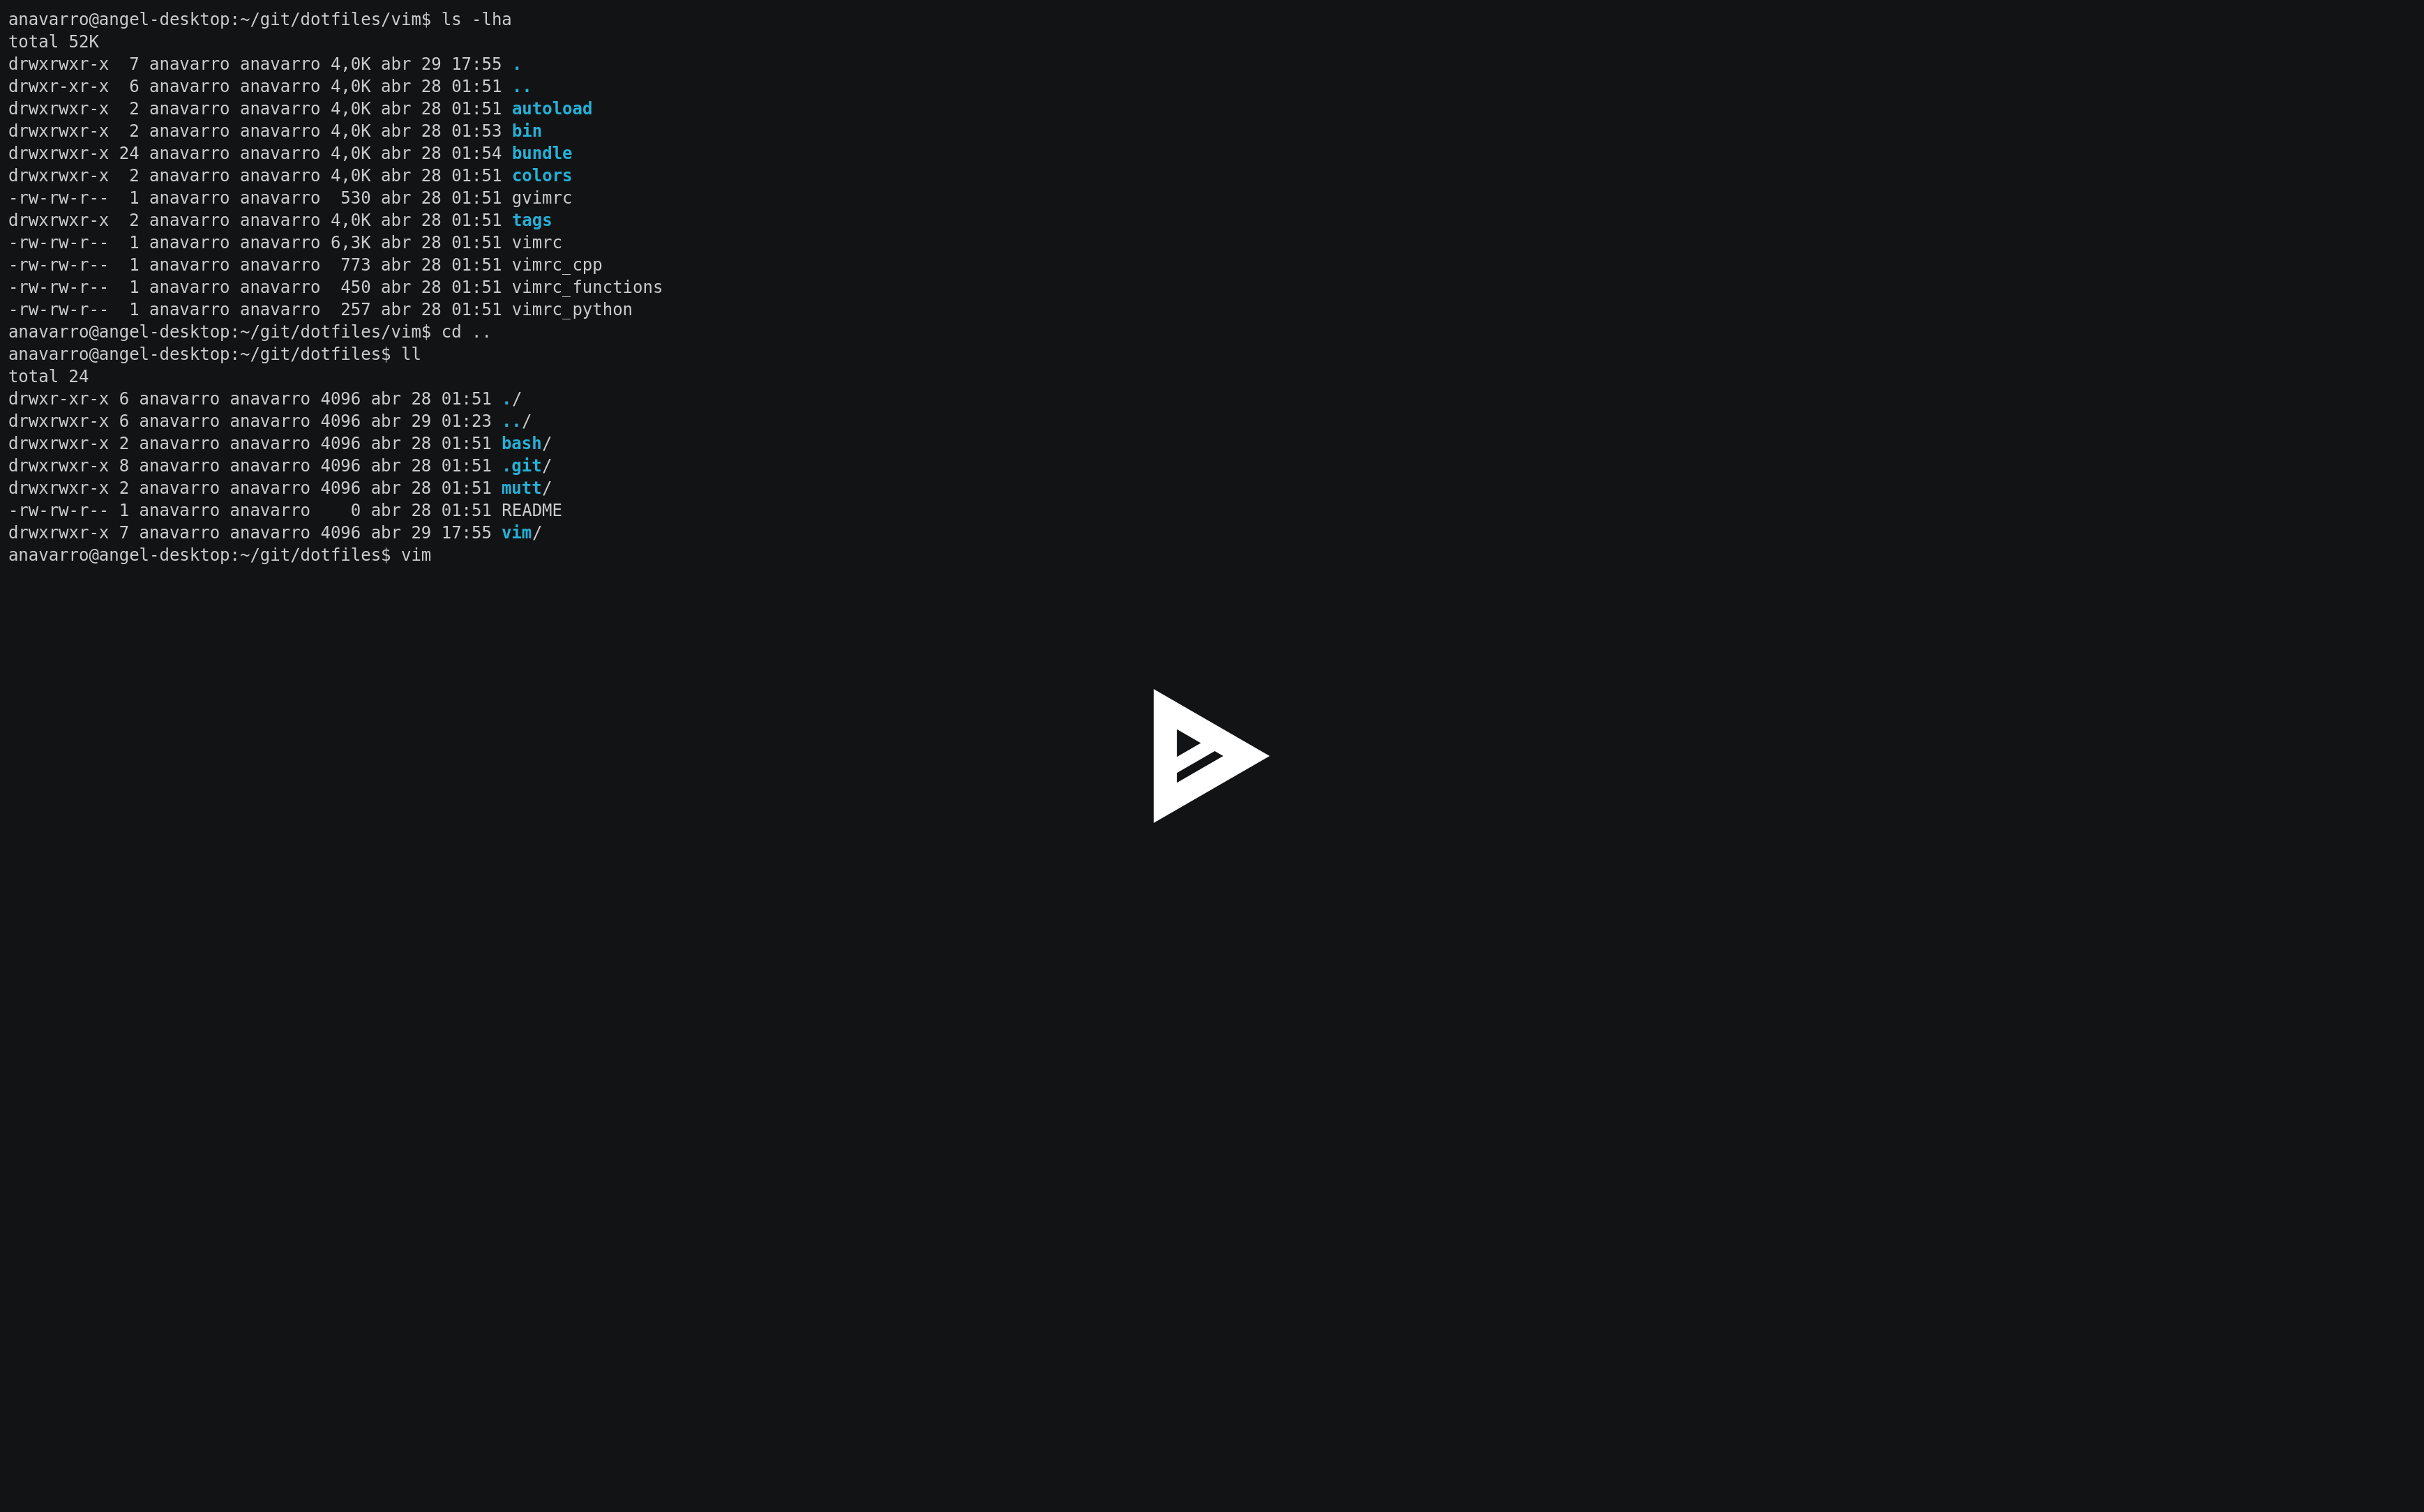 anavarro@angel-desktop:~/git/dotfiles/vim$ ls -lha
total 52K
drwxrwxr-x  7 anavarro anavarro 4,0K abr 29 17:55 .
drwxr-xr-x  6 anavarro anavarro 4,0K abr 28 01:51 ..
drwxrwxr-x  2 anavarro anavarro 4,0K abr 28 01:51 autoload
drwxrwxr-x  2 anavarro anavarro 4,0K abr 28 01:53 bin
drwxrwxr-x 24 anavarro anavarro 4,0K abr 28 01:54 bundle
drwxrwxr-x  2 anavarro anavarro 4,0K abr 28 01:51 colors
-rw-rw-r--  1 anavarro anavarro  530 abr 28 01:51 gvimrc
drwxrwxr-x  2 anavarro anavarro 4,0K abr 28 01:51 tags
-rw-rw-r--  1 anavarro anavarro 6,3K abr 28 01:51 vimrc
-rw-rw-r--  1 anavarro anavarro  773 abr 28 01:51 vimrc_cpp
-rw-rw-r--  1 anavarro anavarro  450 abr 28 01:51 vimrc_functions
-rw-rw-r--  1 anavarro anavarro  257 abr 28 01:51 vimrc_python
anavarro@angel-desktop:~/git/dotfiles/vim$ cd ..
anavarro@angel-desktop:~/git/dotfiles$ ll
total 24
drwxr-xr-x 6 anavarro anavarro 4096 abr 28 01:51 ./
drwxrwxr-x 6 anavarro anavarro 4096 abr 29 01:23 ../
drwxrwxr-x 2 anavarro anavarro 4096 abr 28 01:51 bash/
drwxrwxr-x 8 anavarro anavarro 4096 abr 28 01:51 .git/
drwxrwxr-x 2 anavarro anavarro 4096 abr 28 01:51 mutt/
-rw-rw-r-- 1 anavarro anavarro    0 abr 28 01:51 README
drwxrwxr-x 7 anavarro anavarro 4096 abr 29 17:55 vim/
anavarro@angel-desktop:~/git/dotfiles$ vim